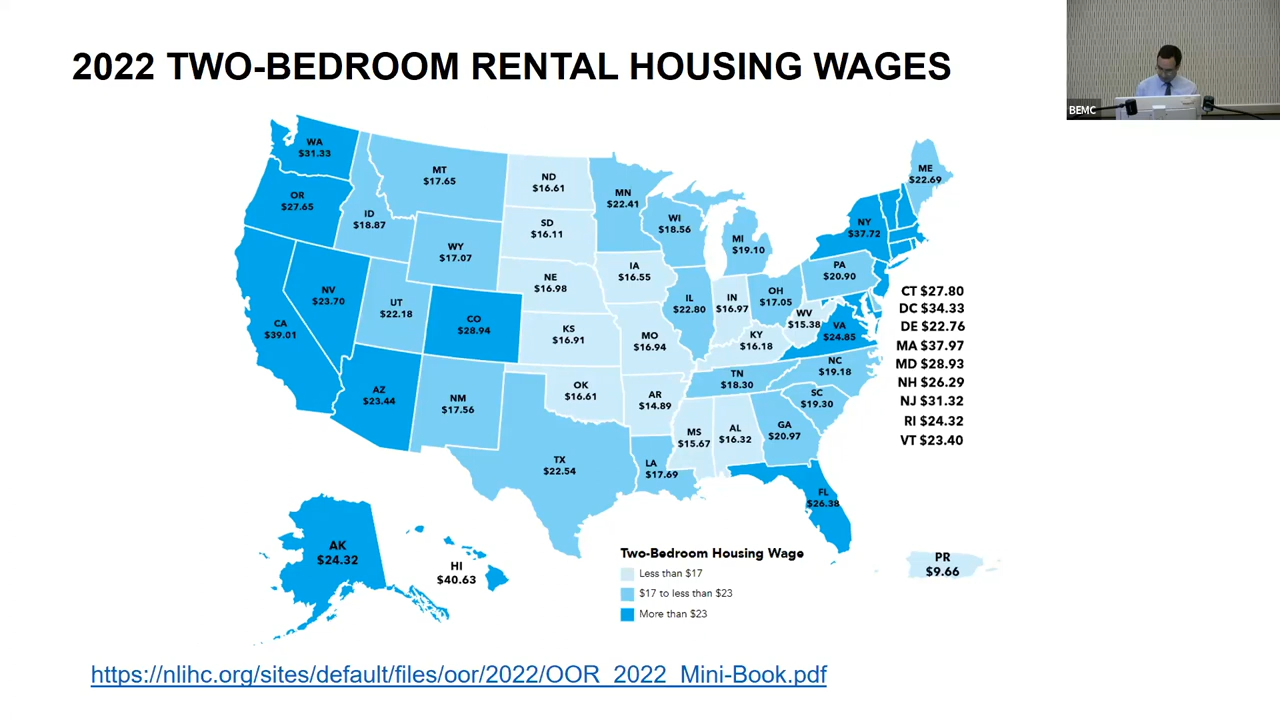 2022 TWO-BEDROOM RENTAL HOUSING WAGES
BEMC
WA
$31.33
OR
$27.65
CA
$39.01
NV
$23.70
ID
$18.87
MT
$17.65
WY
$17.07
UT
$22.18
CO
$28.94
AZ
$23.44
NM
$17.56
ND
$16.61
SD
$16.11
NE
$16.98
KS
$16.91
OK
$16.61
TX
$22.54
MN
$22.41
IA
$16.55
MO
$16.94
AR
$14.89
LA
$17.69
WI
$18.56
IL
$22.80
MI
$19.10
IN
$16.97
OH
$17.05
KY
$16.18
TN
$18.30
MS
$15.67
AL
$16.32
GA
$20.97
FL
$26.38
SC
$19.30
NC
$19.18
VA
$24.85
WV
$15.38
PA
$20.90
NY
$37.72
ME
$22.69
CT $27.80
DC $34.33
DE $22.76
MA $37.97
MD $28.93
NH $26.29
NJ $31.32
RI $24.32
VT $23.40
AK
$24.32
HI
$40.63
PR
$9.66
Two-Bedroom Housing Wage
Less than $17
$17 to less than $23
More than $23
https://nlihc.org/sites/default/files/oor/2022/OOR_2022_Mini-Book.pdf